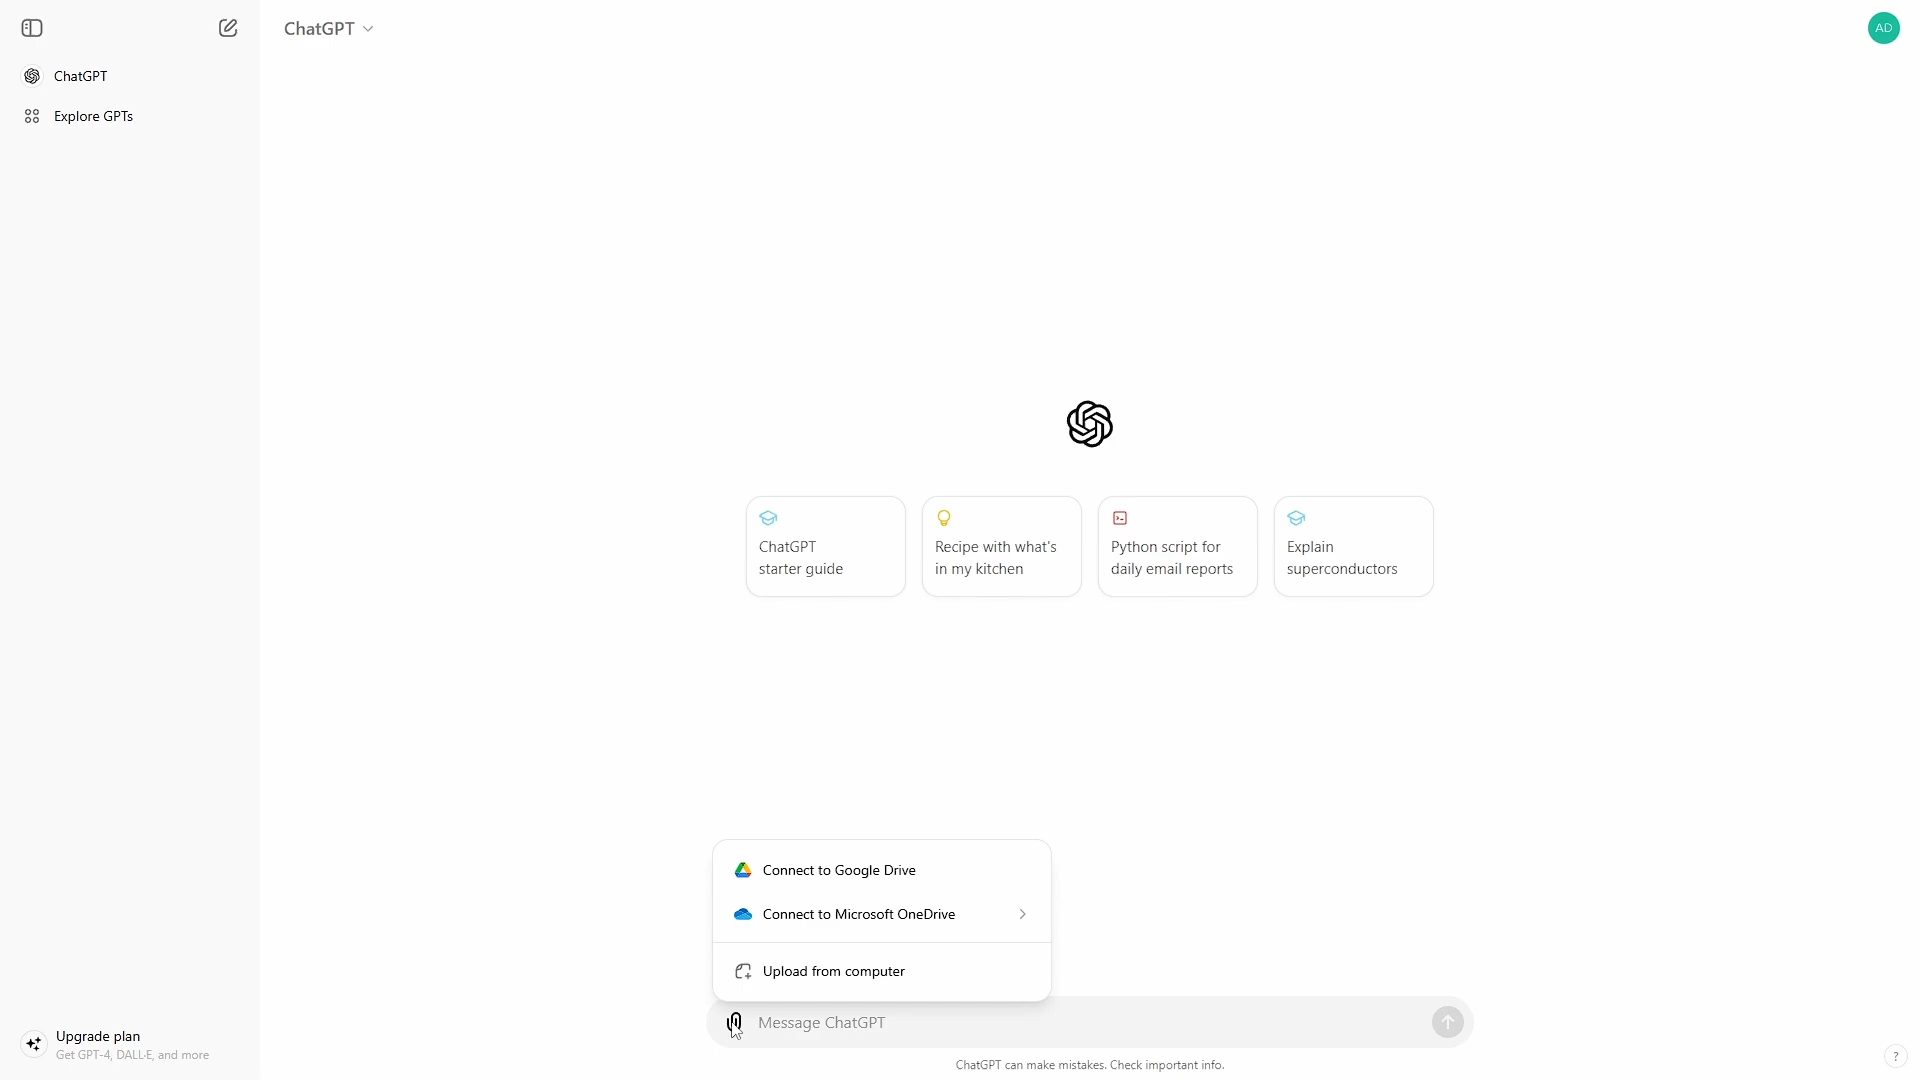 ChatGPT
AD
ChatGPT
Explore GPTs
ChatGPT
starter guide
Recipe with what's
in my kitchen
Python script for
daily email reports
Explain
superconductors
Connect to Google Drive
Connect to Microsoft OneDrive
Upload from computer
Message ChatGPT
Upgrade plan
Get GPT-4, DALL·E, and more
ChatGPT can make mistakes. Check important info.
?